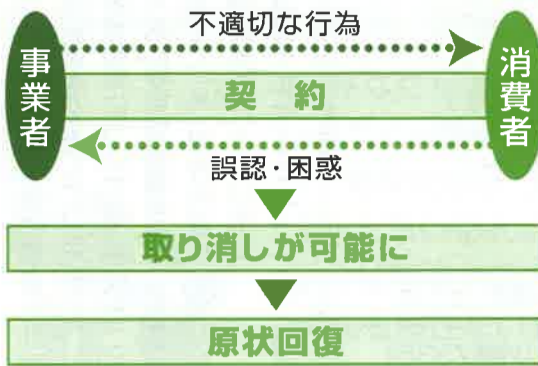 不適切な行為
事業者
契約
消費者
誤認・困惑
取り消しが可能に
原状回復